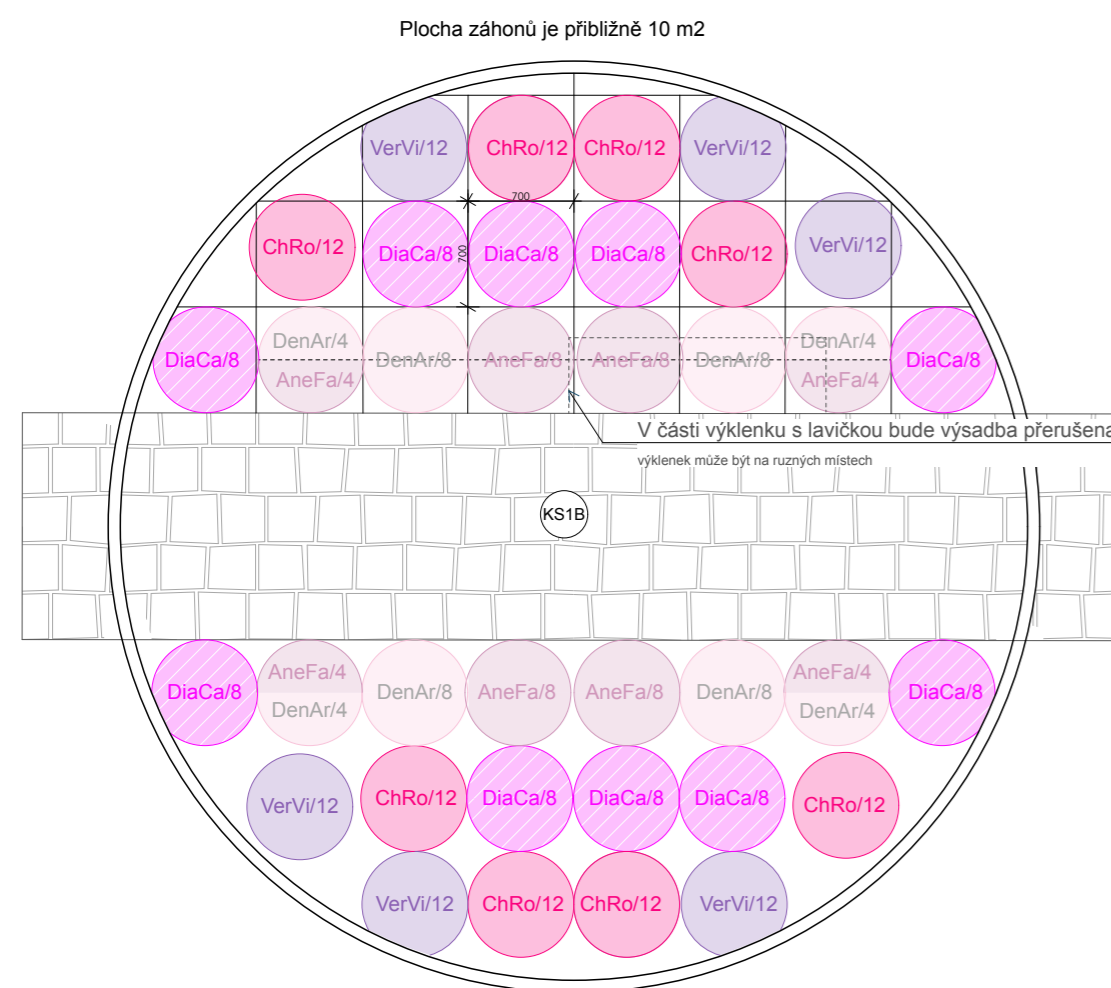 Plocha záhonů je přibližně 10 m2
VerVi/12 ChRo/12 ChRo/12 VerVi/12
700
ChRo/12 DiaCa/8 700 DiaCa/8 DiaCa/8 ChRo/12 VerVi/12
DiaCa/8 DenAr/4 DenAr/8 AneFa/8 AneFa/8 DenAr/8 DenAr/4 DiaCa/8
AneFa/4 AneFa/4
V části výklenku s lavičkou bude výsadba přerušena
výklenek může být na ruzných místech
KS1B
DiaCa/8 AneFa/4 DenAr/8 AneFa/8 AneFa/8 DenAr/8 AneFa/4 DiaCa/8
DenAr/4 DenAr/4
VerVi/12 ChRo/12 DiaCa/8 DiaCa/8 DiaCa/8 ChRo/12
VerVi/12 ChRo/12 ChRo/12 VerVi/12